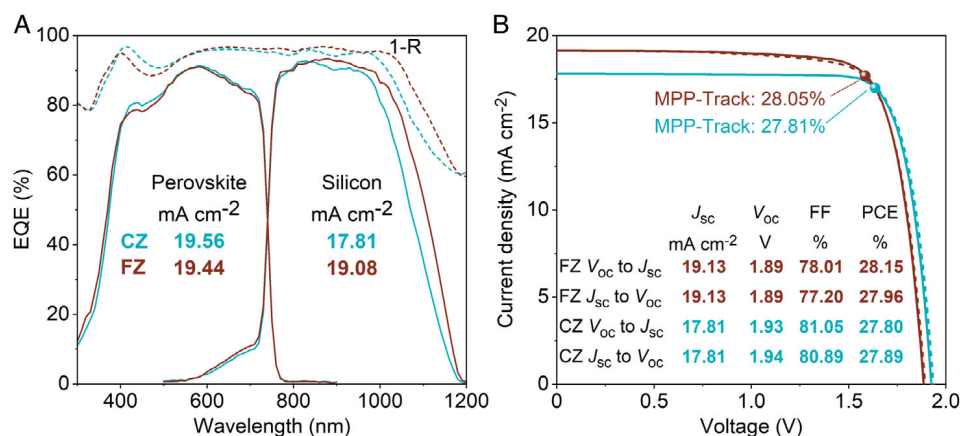 A
EQE (%)
100
80
60
40
20
0
1-R
Perovskite Silicon
mA cm-2 mA cm-2
CZ 19.56 17.81
FZ 19.44 19.08
400 600 800 1000 1200
Wavelength (nm)
B
Current density (mA cm-2)
20
15
10
5
0
MPP-Track: 28.05%
MPP-Track: 27.81%
Jsc Voc FF PCE
mA cm-2 V % %
FZ Voc to Jsc 19.13 1.89 78.01 28.15
FZ Jsc to Voc 19.13 1.89 77.20 27.96
CZ Voc to Jsc 17.81 1.93 81.05 27.80
CZ Jsc to Voc 17.81 1.94 80.89 27.89
0 0.5 1.0 1.5 2.0
Voltage (V)